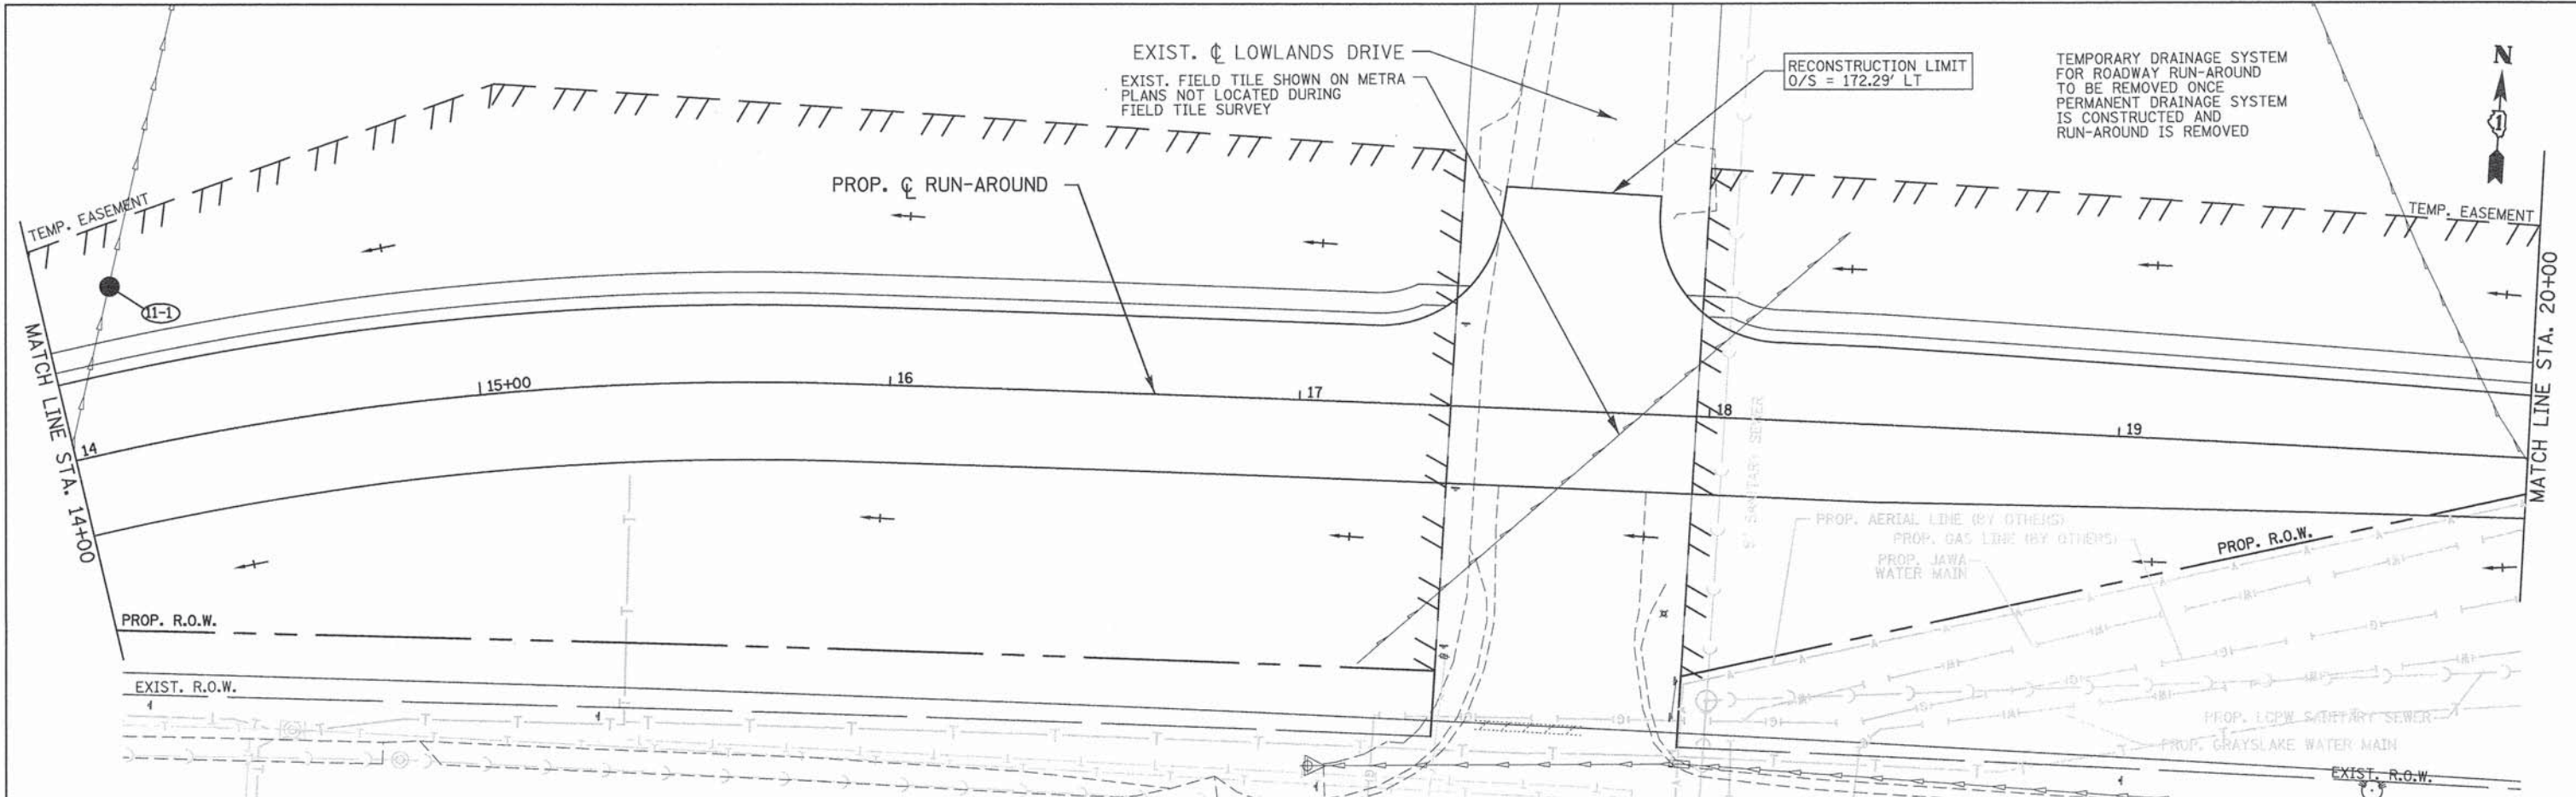 EXIST. ℄ LOWLANDS DRIVE
EXIST. FIELD TILE SHOWN ON METRA
PLANS NOT LOCATED DURING
FIELD TILE SURVEY
RECONSTRUCTION LIMIT
O/S = 172.29' LT
TEMPORARY DRAINAGE SYSTEM
FOR ROADWAY RUN-AROUND
TO BE REMOVED ONCE
PERMANENT DRAINAGE SYSTEM
IS CONSTRUCTED AND
RUN-AROUND IS REMOVED
N
PROP. ℄ RUN-AROUND
TEMP. EASEMENT
TEMP. EASEMENT
11-1
MATCH LINE STA. 14+00
MATCH LINE STA. 20+00
14
15+00
16
17
18
19
8" SANITARY SEWER
PROP. AERIAL LINE (BY OTHERS)
PROP. GAS LINE (BY OTHERS)
PROP. JAWA
WATER MAIN
PROP. R.O.W.
PROP. R.O.W.
EXIST. R.O.W.
PROP. LCPW SANITARY SEWER
PROP. GRAYSLAKE WATER MAIN
EXIST. R.O.W.